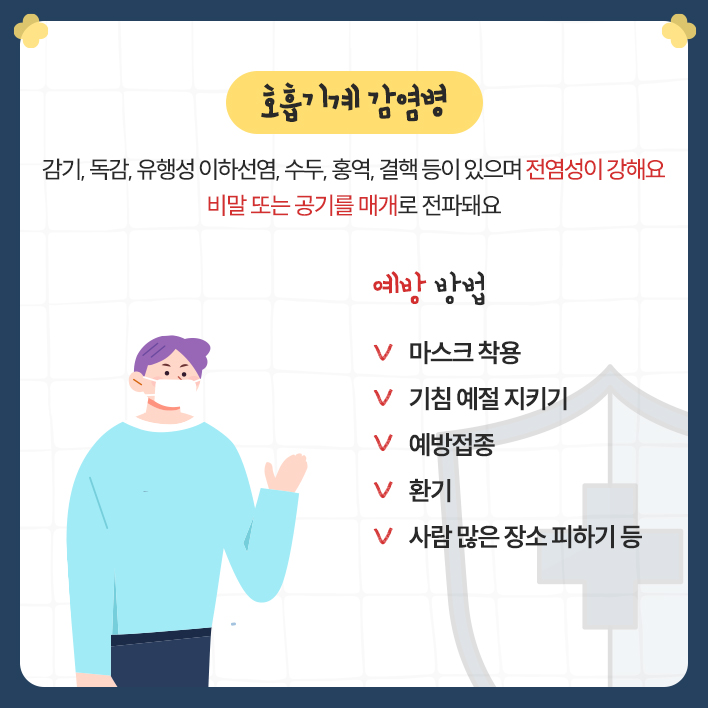 호흡기계 감염병
감기, 독감, 유행성 이하선염, 수두, 홍역, 결핵 등이 있으며 전염성이 강해요
비말 또는 공기를 매개로 전파돼요
예방 방법
마스크 착용
기침 예절 지키기
예방접종
환기
사람 많은 장소 피하기 등